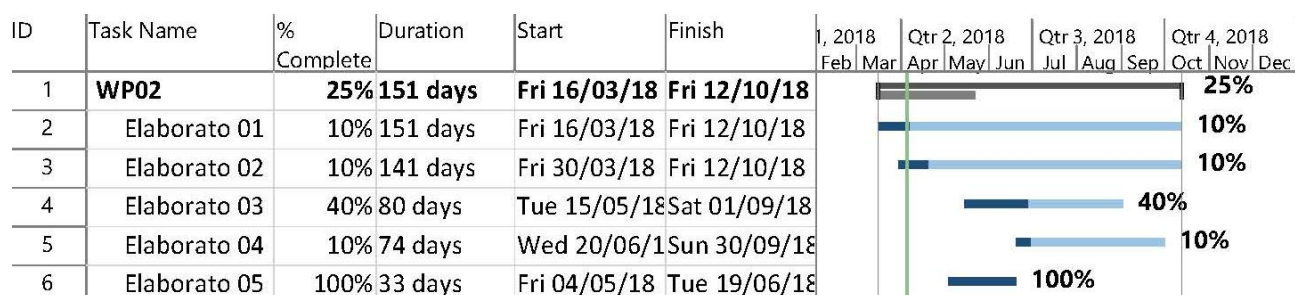 ID Task Name % Complete Duration Start Finish 1, 2018 Qtr 2, 2018 Qtr 3, 2018 Qtr 4, 2018
Feb Mar Apr May Jun Jul Aug Sep Oct Nov Dec
1 WP02 25% 151 days Fri 16/03/18 Fri 12/10/18 25%
2 Elaborato 01 10% 151 days Fri 16/03/18 Fri 12/10/18 10%
3 Elaborato 02 10% 141 days Fri 30/03/18 Fri 12/10/18 10%
4 Elaborato 03 40% 80 days Tue 15/05/18 Sat 01/09/18 40%
5 Elaborato 04 10% 74 days Wed 20/06/1 Sun 30/09/18 10%
6 Elaborato 05 100% 33 days Fri 04/05/18 Tue 19/06/18 100%